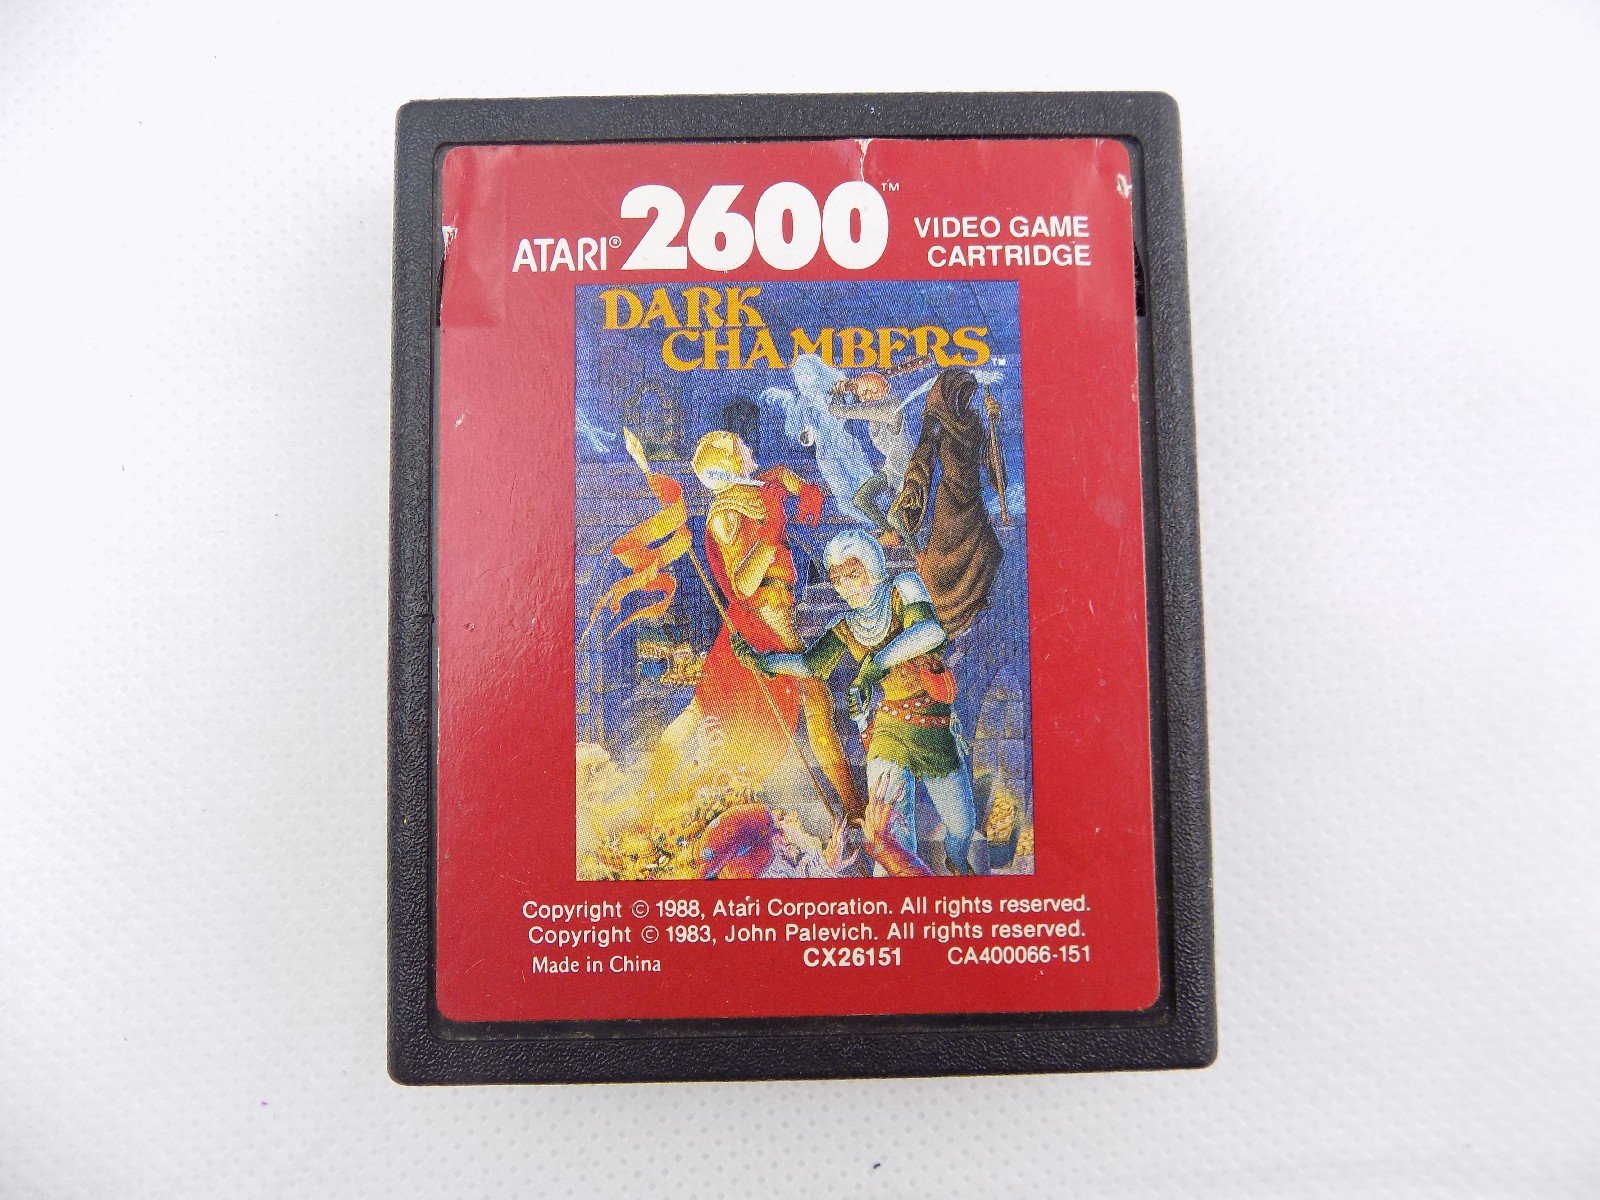 ATARI® 2600™ VIDEO GAME
CARTRIDGE
DARK
CHAMBERS™
Copyright © 1988, Atari Corporation. All rights reserved.
Copyright © 1983, John Palevich. All rights reserved.
Made in China CX26151 CA400066-151